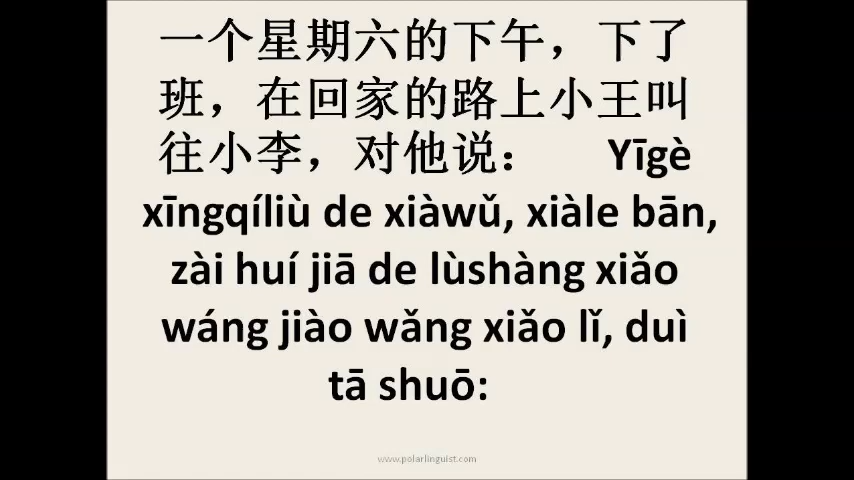 一个星期六的下午，下了
班，在回家的路上小王叫
往小李，对他说： Yīgè
xīngqíliù de xiàwǔ, xiàle bān,
zài huí jiā de lùshàng xiǎo
wáng jiào wǎng xiǎo lǐ, duì
tā shuō:
www.polarlinguist.com